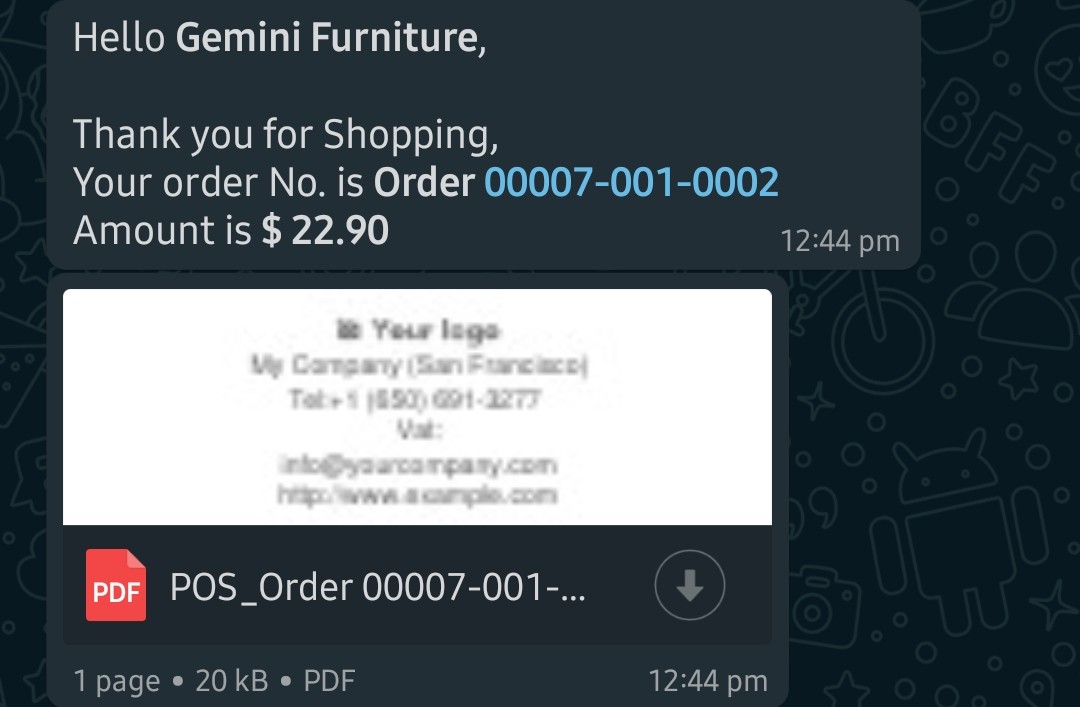 Hello Gemini Furniture,
Thank you for Shopping,
Your order No. is Order 00007-001-0002
Amount is $ 22.90
12:44 pm
Your logo
My Company (San Francisco)
Tel:+1 (650) 691-3277
Vat:
info@yourcompany.com
http://www.example.com
PDF POS_Order 00007-001-...
1 page • 20 kB • PDF 12:44 pm